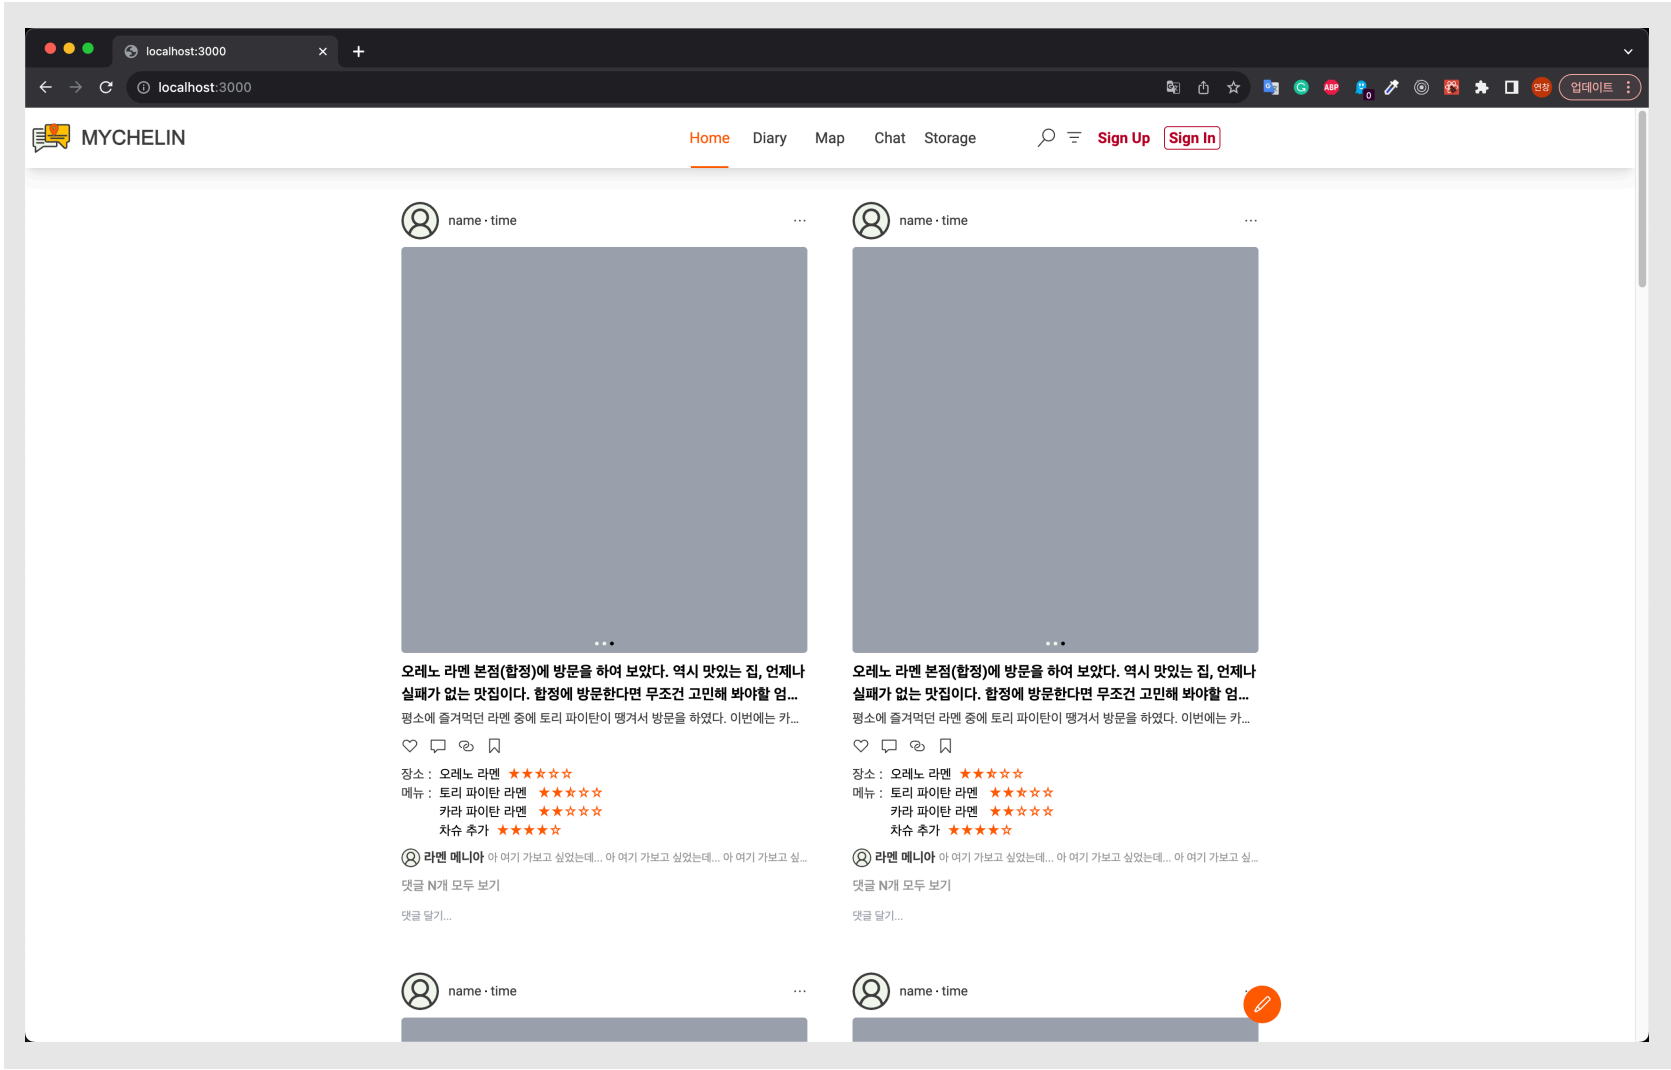 localhost:3000
localhost:3000
ABP
0
연창
업데이트
MYCHELIN
Home Diary Map Chat Storage Sign Up Sign In
name · time
오레노 라멘 본점(합정)에 방문을 하여 보았다. 역시 맛있는 집, 언제나
실패가 없는 맛집이다. 합정에 방문한다면 무조건 고민해 봐야할 엄...
평소에 즐겨먹던 라멘 중에 토리 파이탄이 땡겨서 방문을 하였다. 이번에는 카...
장소 : 오레노 라멘 ★★⯪☆☆
메뉴 : 토리 파이탄 라멘 ★★⯪☆☆
카라 파이탄 라멘 ★★☆☆☆
차슈 추가 ★★★★☆
라멘 메니아 아 여기 가보고 싶었는데... 아 여기 가보고 싶었는데... 아 여기 가보고 싶...
댓글 N개 모두 보기
댓글 달기...
name · time
오레노 라멘 본점(합정)에 방문을 하여 보았다. 역시 맛있는 집, 언제나
실패가 없는 맛집이다. 합정에 방문한다면 무조건 고민해 봐야할 엄...
평소에 즐겨먹던 라멘 중에 토리 파이탄이 땡겨서 방문을 하였다. 이번에는 카...
장소 : 오레노 라멘 ★★⯪☆☆
메뉴 : 토리 파이탄 라멘 ★★⯪☆☆
카라 파이탄 라멘 ★★☆☆☆
차슈 추가 ★★★★☆
라멘 메니아 아 여기 가보고 싶었는데... 아 여기 가보고 싶었는데... 아 여기 가보고 싶...
댓글 N개 모두 보기
댓글 달기...
name · time
name · time